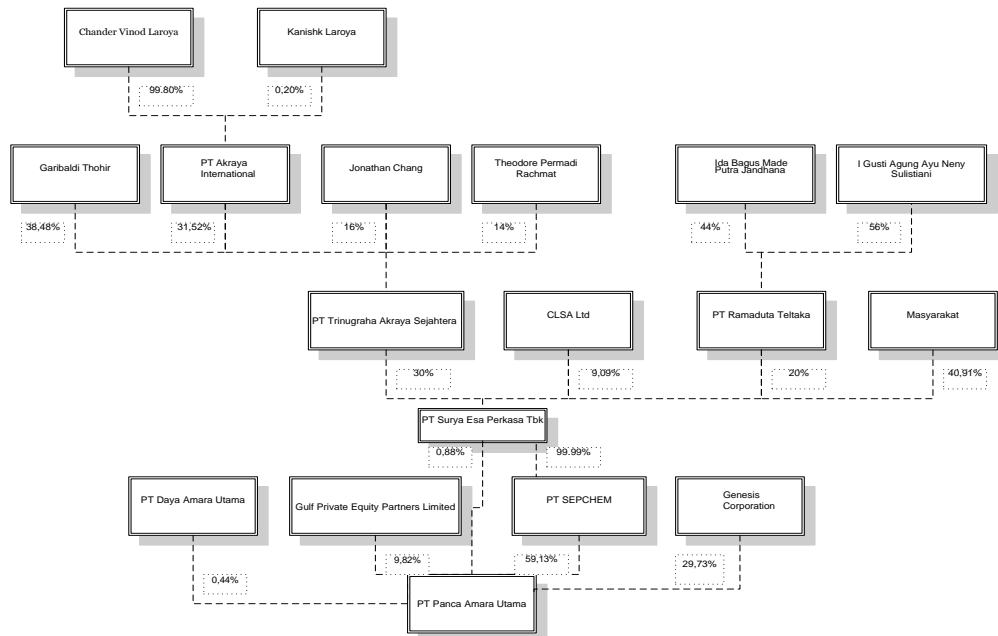 Chander Vinod Laroya
Kanishk Laroya
99.80%
0,20%
Garibaldi Thohir
PT Akraya
International
Jonathan Chang
Theodore Permadi
Rachmat
Ida Bagus Made
Putra Jandhana
I Gusti Agung Ayu Neny
Sulistiani
38,48%
31,52%
16%
14%
44%
56%
PT Trinugraha Akraya Sejahtera
CLSA Ltd
PT Ramaduta Teltaka
Masyarakat
30%
9,09%
20%
40,91%
PT Surya Esa Perkasa Tbk
0,88%
99.99%
PT Daya Amara Utama
Gulf Private Equity Partners Limited
PT SEPCHEM
Genesis
Corporation
9,82%
59,13%
29,73%
0,44%
PT Panca Amara Utama